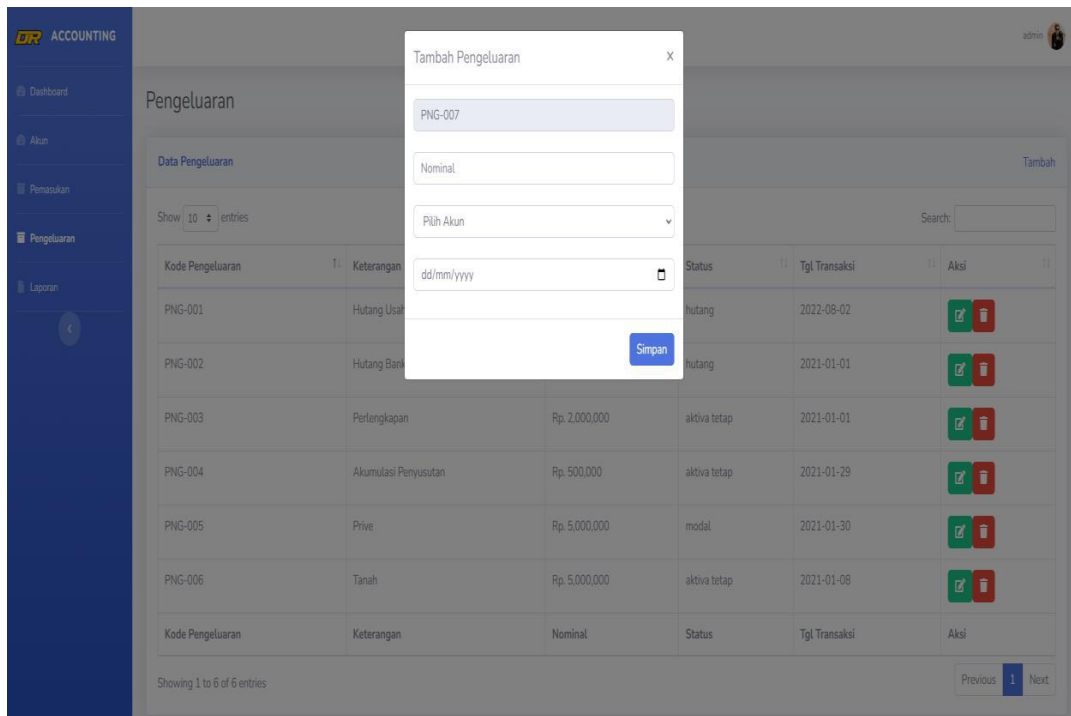 DR ACCOUNTING
Dashboard
Akun
Pemasukan
Pengeluaran
Laporan
admin
Pengeluaran
Data Pengeluaran
Tambah
Show 10 entries
Search:
Kode Pengeluaran Keterangan Status Tgl Transaksi Aksi
PNG-001 Hutang Usah hutang 2022-08-02
PNG-002 Hutang Bank hutang 2021-01-01
PNG-003 Perlengkapan Rp. 2,000,000 aktiva tetap 2021-01-01
PNG-004 Akumulasi Penyusutan Rp. 500,000 aktiva tetap 2021-01-29
PNG-005 Prive Rp. 5,000,000 modal 2021-01-30
PNG-006 Tanah Rp. 5,000,000 aktiva tetap 2021-01-08
Kode Pengeluaran Keterangan Nominal Status Tgl Transaksi Aksi
Showing 1 to 6 of 6 entries
Previous 1 Next
Tambah Pengeluaran X
PNG-007
Nominal
Pilih Akun
dd/mm/yyyy
Simpan